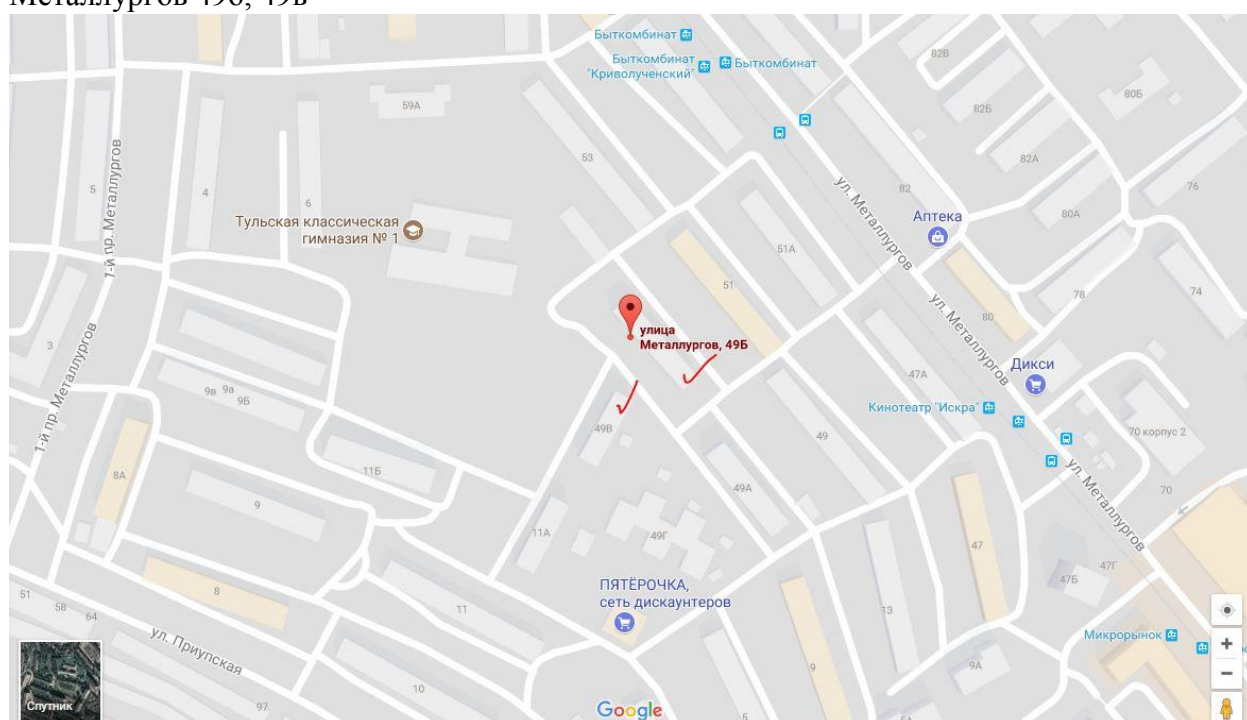 Металлургов 49б, 49в
Быткомбинат
Быткомбинат
"Криволученский"
Быткомбинат
82В
80Б
59А
82Б
53
82А
5
4
82
76
6
1-й пр. Металлургов
ул. Металлургов
Тульская классическая
гимназия № 1
Аптека
80А
51А
51
78
74
ул. Металлургов
80
улица
Металлургов, 49Б
3
1-й пр. Металлургов
Дикси
47А
9в
9а
9Б
Кинотеатр "Искра"
49В
49
70 корпус 2
11Б
8А
ул. Металлургов
49А
70
9
11А
49Г
47
47Г
47Б
ПЯТЁРОЧКА,
сеть дискаунтеров
51
58
64
8
11
13
ул. Приупская
Микрорынок
9
9А
10
Спутник
97
Google
5